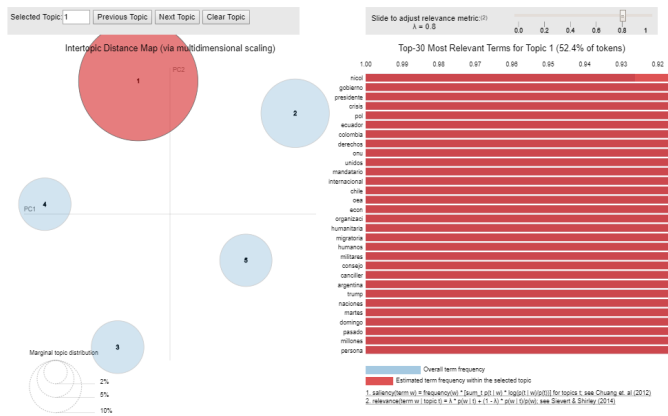 Selected Topic: 1 Previous Topic Next Topic Clear Topic
Slide to adjust relevance metric:(2)
λ = 0.8
0.0 0.2 0.4 0.6 0.8 1
Intertopic Distance Map (via multidimensional scaling)
PC2
PC1
1
2
4
5
3
Marginal topic distribution
2%
5%
10%
Top-30 Most Relevant Terms for Topic 1 (52.4% of tokens)
1.00 0.99 0.98 0.97 0.96 0.95 0.94 0.93 0.92
nicol
gobierno
presidente
crisis
pol
ecuador
colombia
derechos
onu
unidos
mandatario
internacional
chile
oea
econ
organizaci
humanitaria
migratoria
humanos
militares
consejo
canciller
argentina
trump
naciones
martes
domingo
pasado
millones
persona
Overall term frequency
Estimated term frequency within the selected topic
1. saliency(term w) = frequency(w) * [sum_t p(t | w) * log(p(t | w)/p(t))] for topics t; see Chuang et. al (2012)
2. relevance(term w | topic t) = λ * p(w | t) + (1 - λ) * p(w | t)/p(w); see Sievert & Shirley (2014)